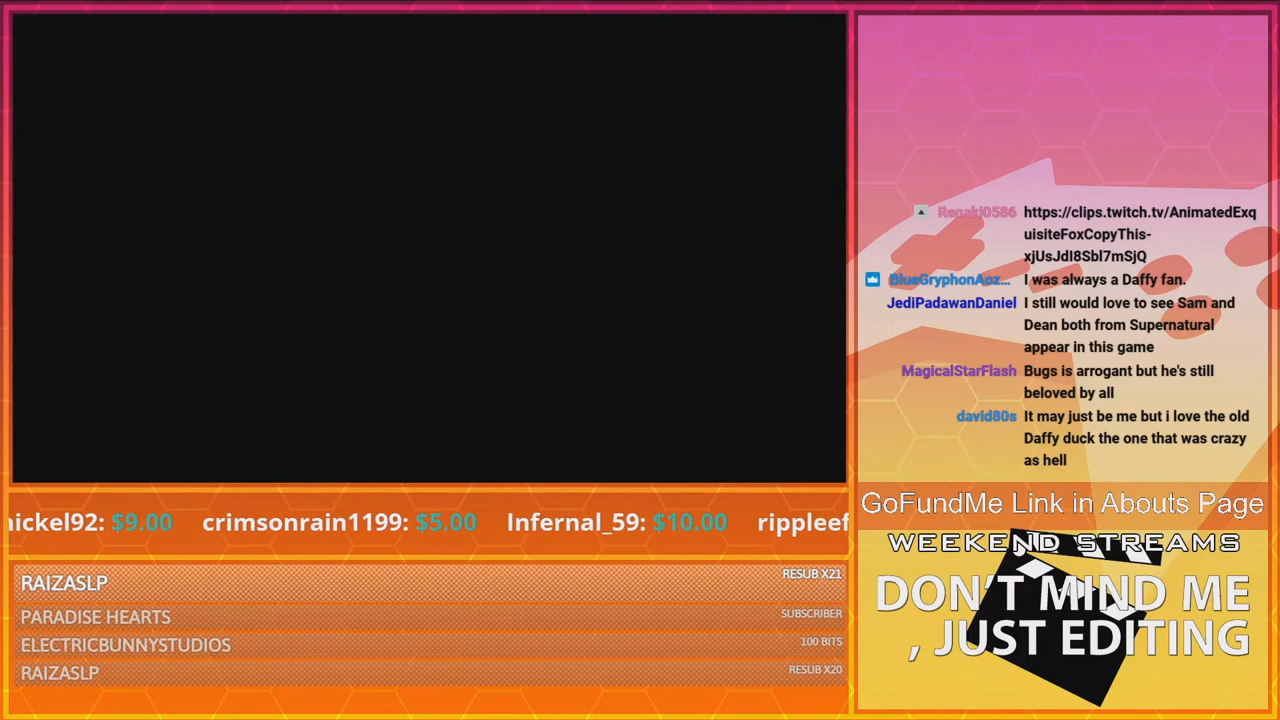 Ronaki0586 https://clips.twitch.tv/AnimatedExq
uisiteFoxCopyThis-
xjUsJdI8Sbl7mSjQ
BlueGryphonAoz... I was always a Daffy fan.
JediPadawanDaniel I still would love to see Sam and
Dean both from Supernatural
appear in this game
MagicalStarFlash Bugs is arrogant but he's still
beloved by all
david80s It may just be me but i love the old
Daffy duck the one that was crazy
as hell
GoFundMe Link in Abouts Page
WEEKEND STREAMS
DON'T MIND ME
, JUST EDITING
nickel92: $9.00 crimsonrain1199: $5.00 Infernal_59: $10.00 rippleef
RAIZASLP RESUB X21
PARADISE HEARTS SUBSCRIBER
ELECTRICBUNNYSTUDIOS 100 BITS
RAIZASLP RESUB X20